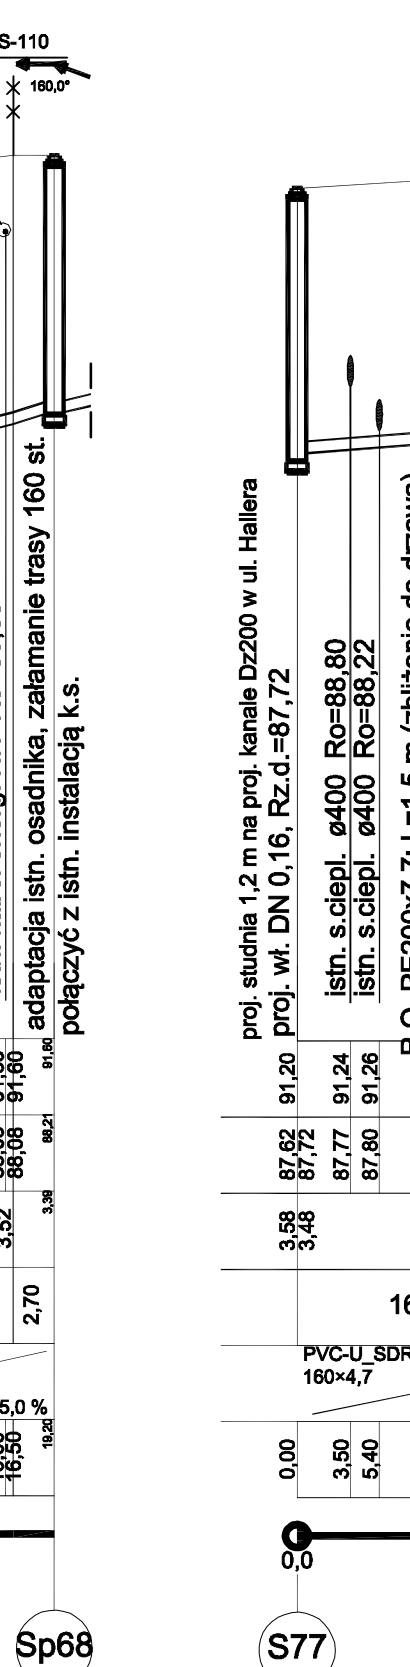 S-110
160,0°
adaptacja istn. osadnika, załamanie trasy 160 st.
połączyć z istn. instalacją k.s.
91,60
91,60
88,08
88,21
3,52
3,39
2,70
5,0 %
16,50
19,20
Sp68
proj. studnia 1,2 m na proj. kanale Dz200 w ul. Hallera
proj. wł. DN 0,16, Rz.d.=87,72
istn. s.ciepl. ø400 Ro=88,80
istn. s.ciepl. ø400 Ro=88,22
91,20
91,24
91,26
87,62
87,72
87,77
87,80
3,58
3,48
16
PVC-U_SDR
160×4,7
0,00
3,50
5,40
0,0
S77